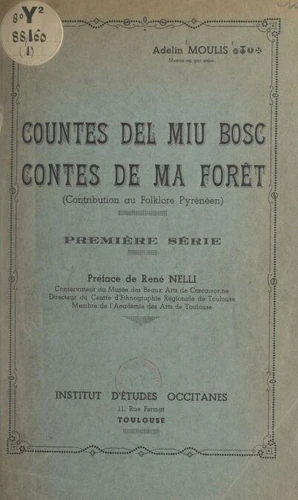 8° Y²
88160
(1)
Adelin MOULIS
COUNTES DEL MIU BOSC
CONTES DE MA FORÊT
(Contribution au Folklore Pyrénéen)
PREMIÈRE SÉRIE
Préface de René NELLI
Conservateur du Musée des Beaux Arts de Carcassonne
Directeur du Centre d'Ethnographie Régionale de Toulouse
Membre de l'Académie des Arts de Toulouse
INSTITUT D'ÉTUDES OCCITANES
11, Rue Fermat
TOULOUSE